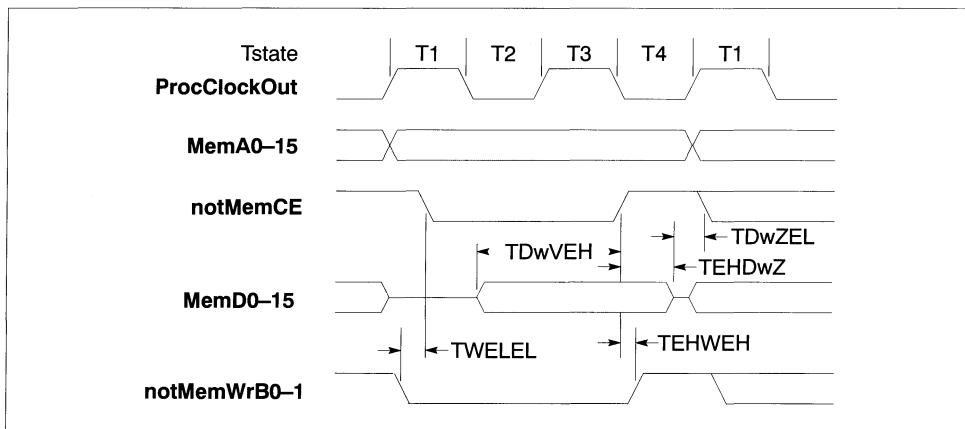 Tstate T1 T2 T3 T4 T1
ProcClockOut
MemA0–15
notMemCE
TDwVEH TDwZEL
TEHDwZ
MemD0–15
TWELEL TEHWEH
notMemWrB0–1